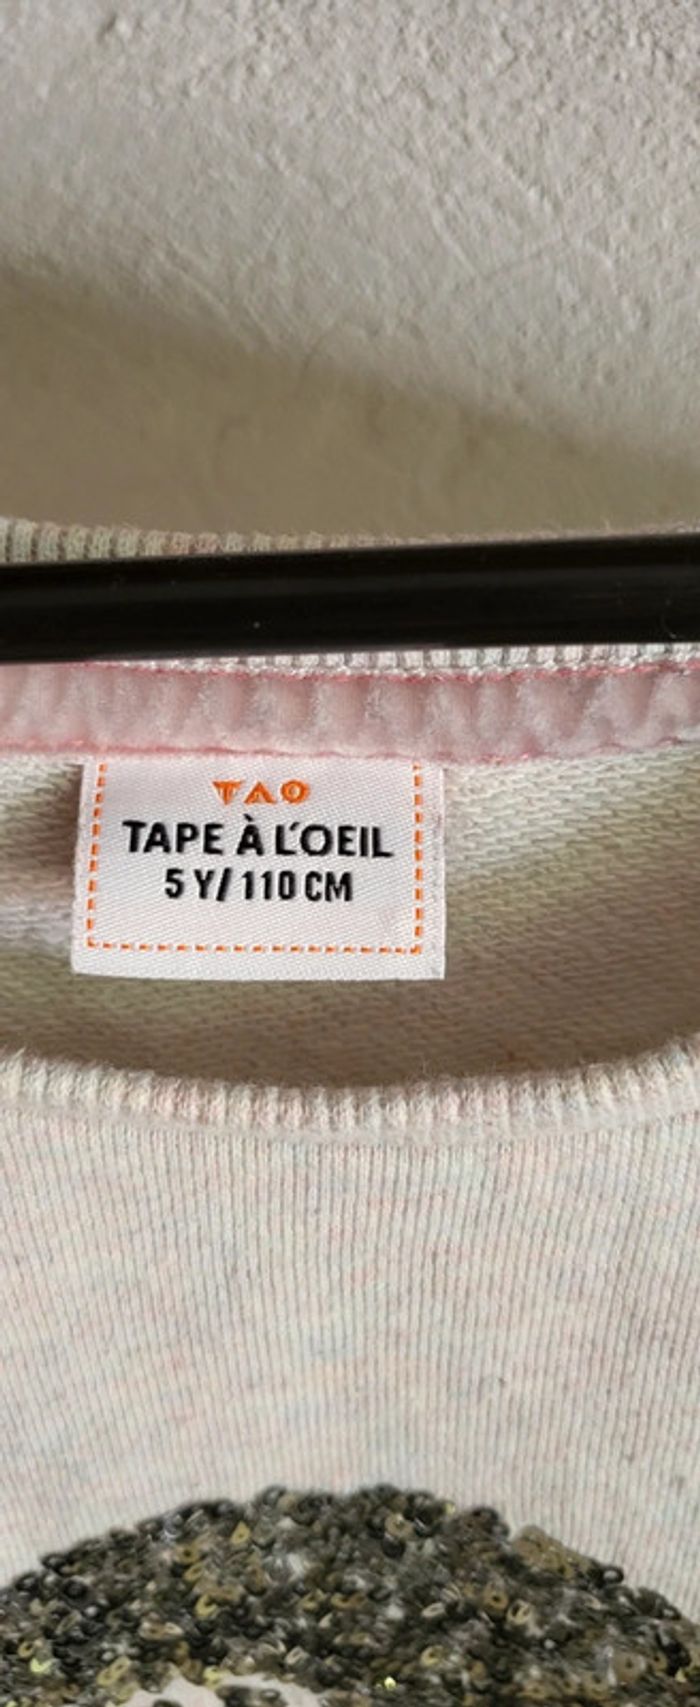 TAO
TAPE À L'OEIL
5 Y/ 110 CM